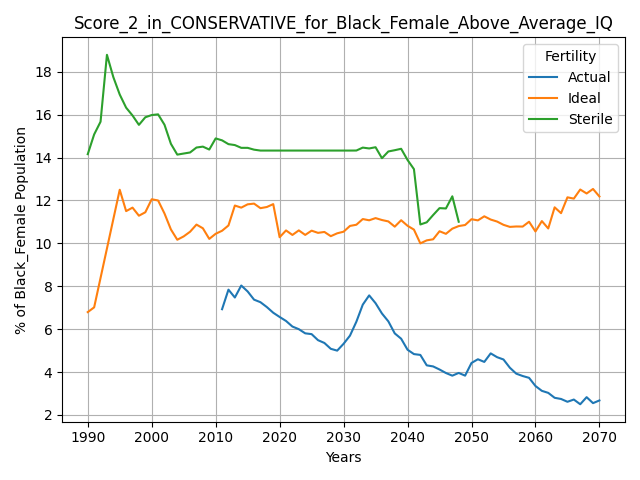 Score_2_in_CONSERVATIVE_for_Black_Female_Above_Average_IQ
Fertility
Actual
Ideal
Sterile
% of Black_Female Population
18
16
14
12
10
8
6
4
2
1990 2000 2010 2020 2030 2040 2050 2060 2070
Years